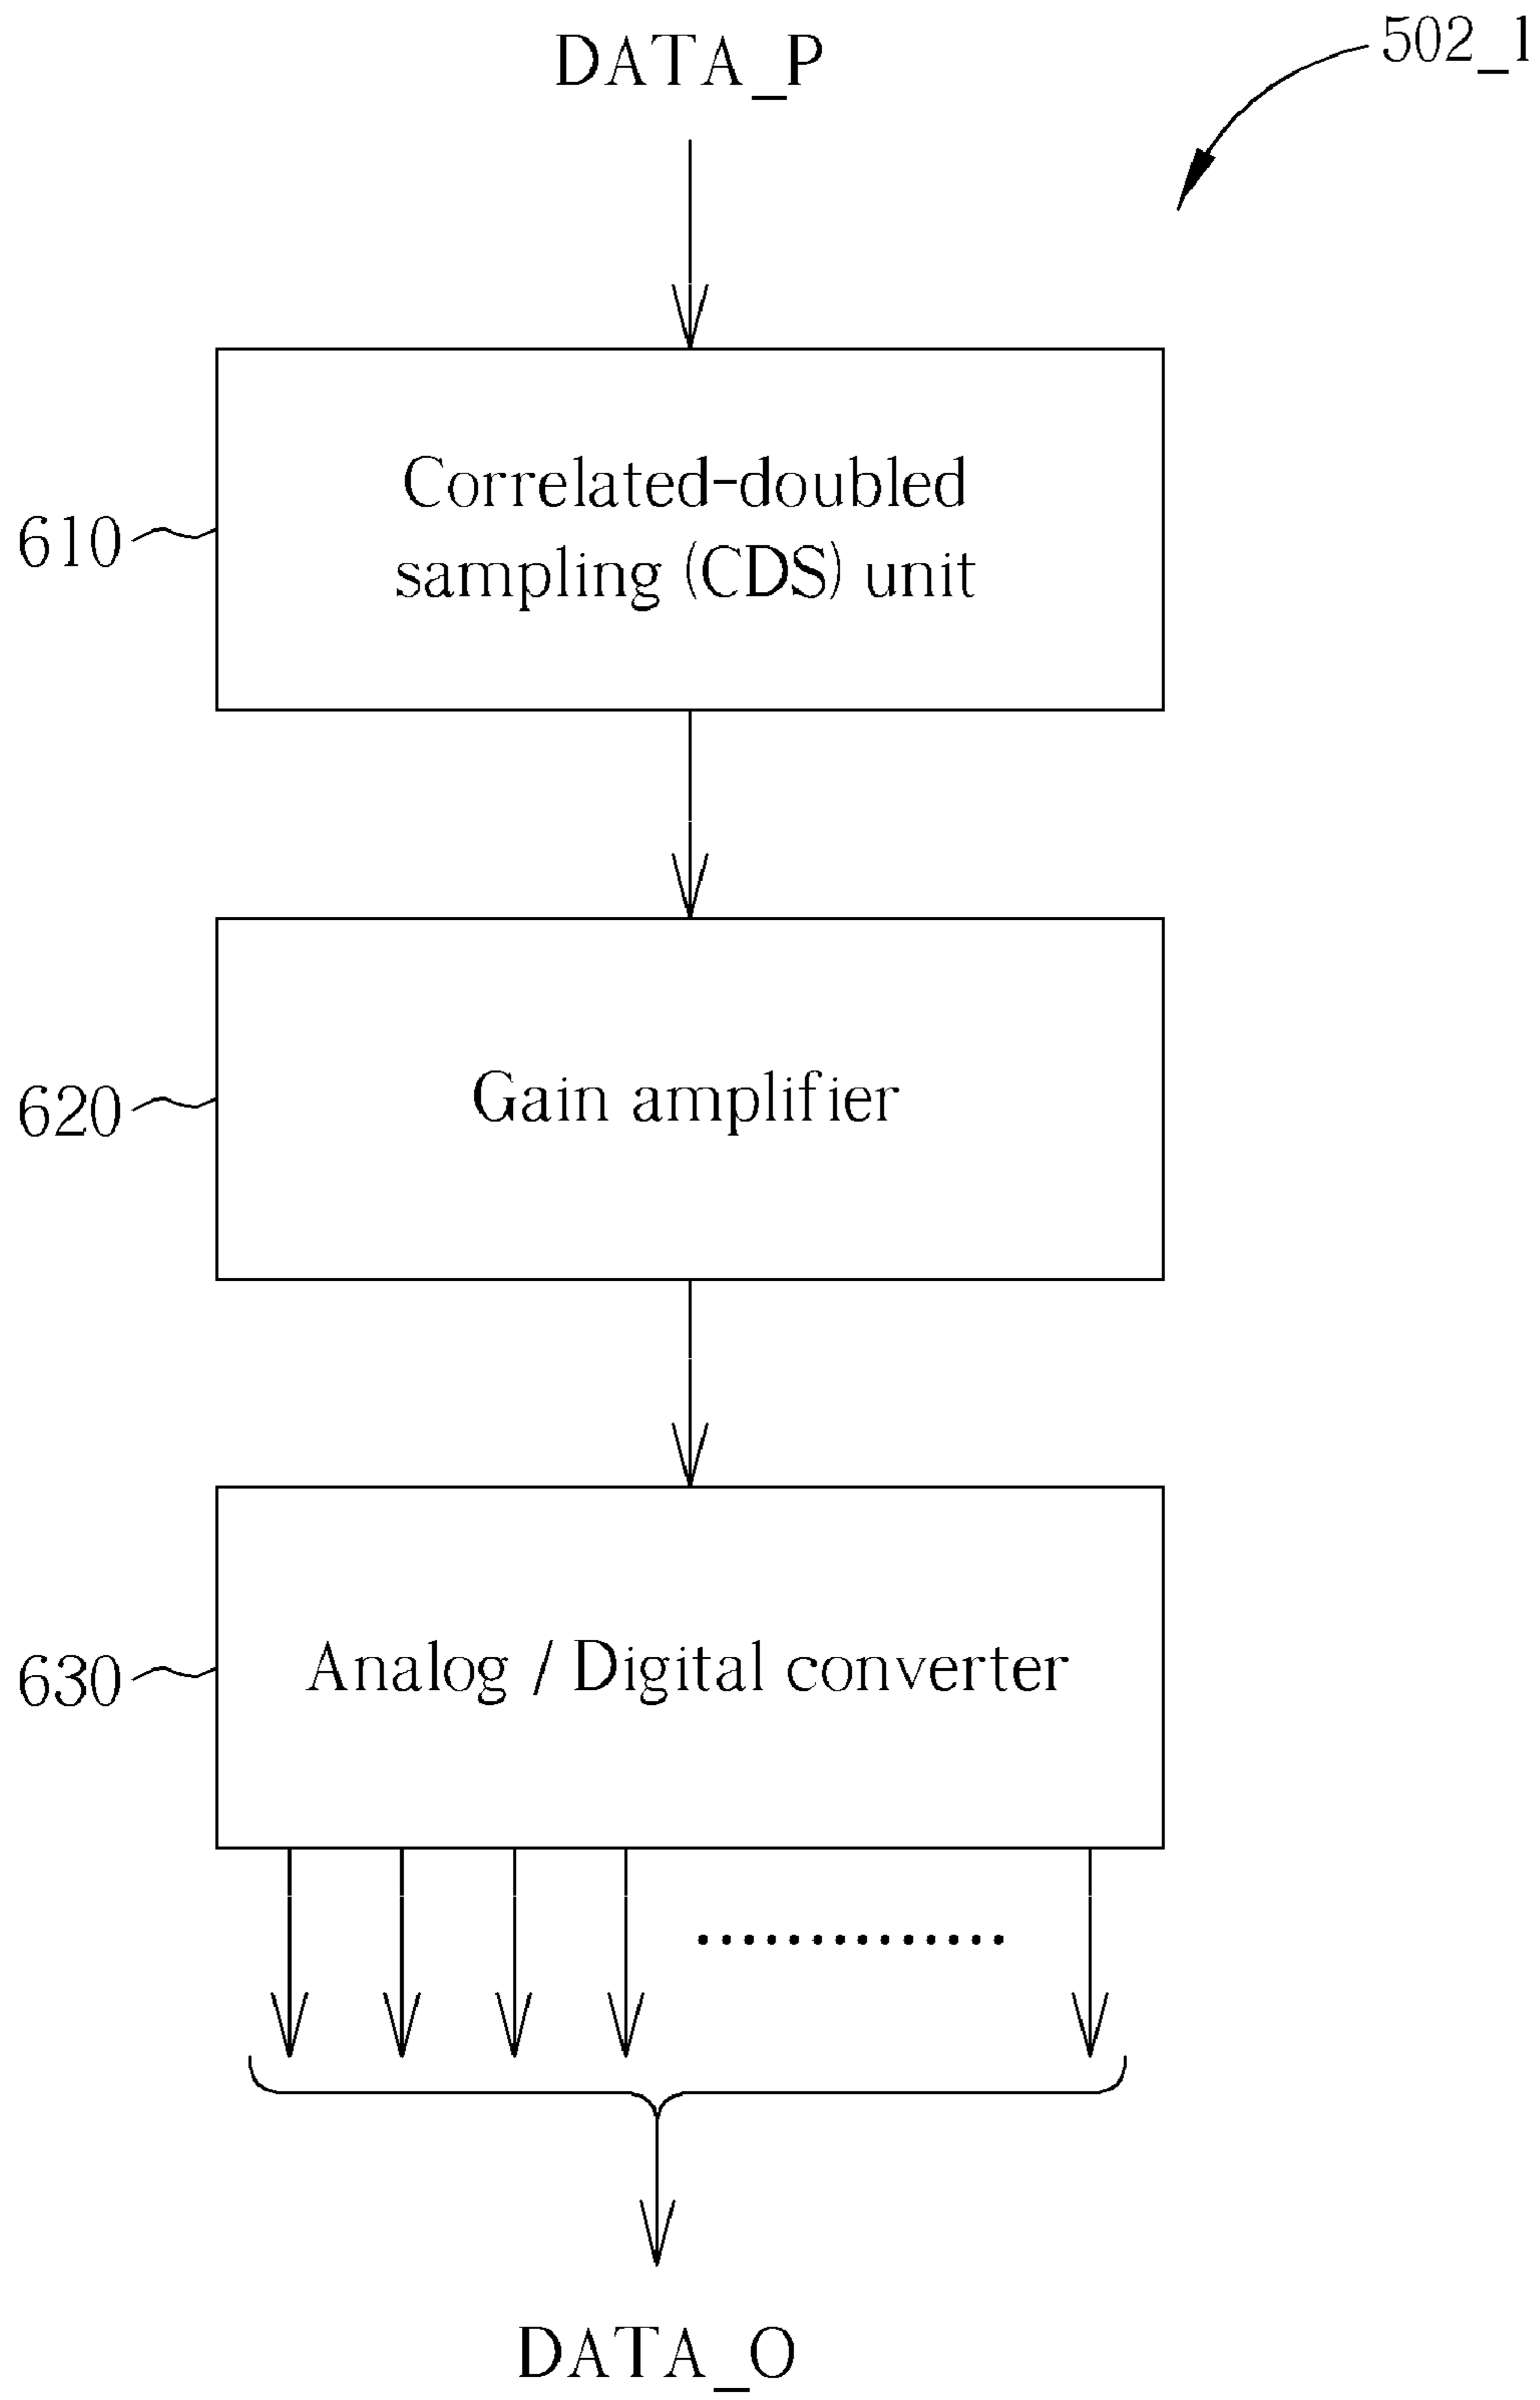 502_1
DATA_P
Correlated-doubled
sampling (CDS) unit
610
Gain amplifier
620
Analog / Digital converter
630
DATA_O